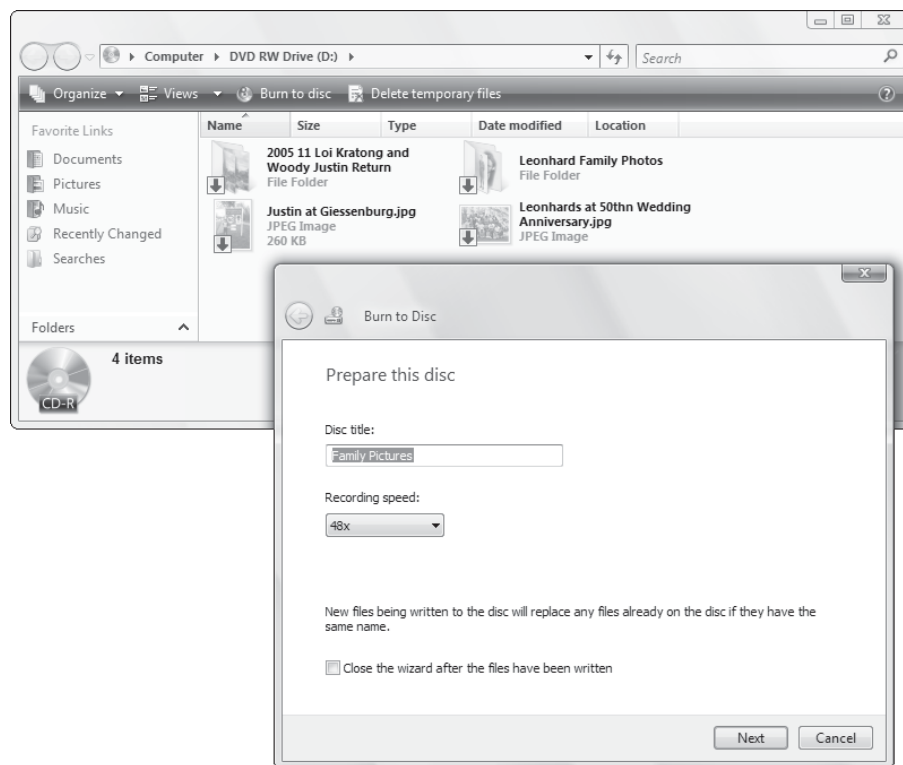 Computer DVD RW Drive (D:)
Search
Organize Views Burn to disc Delete temporary files
Favorite Links
Documents
Pictures
Music
Recently Changed
Searches
Folders
Name Size Type Date modified Location
2005 11 Loi Kratong and
Woody Justin Return
File Folder
Leonhard Family Photos
File Folder
Justin at Giessenburg.jpg
JPEG Image
260 KB
Leonhards at 50thn Wedding
Anniversary.jpg
JPEG Image
4 items
CD-R
Burn to Disc
Prepare this disc
Disc title:
Family Pictures
Recording speed:
48x
New files being written to the disc will replace any files already on the disc if they have the
same name.
Close the wizard after the files have been written
Next Cancel